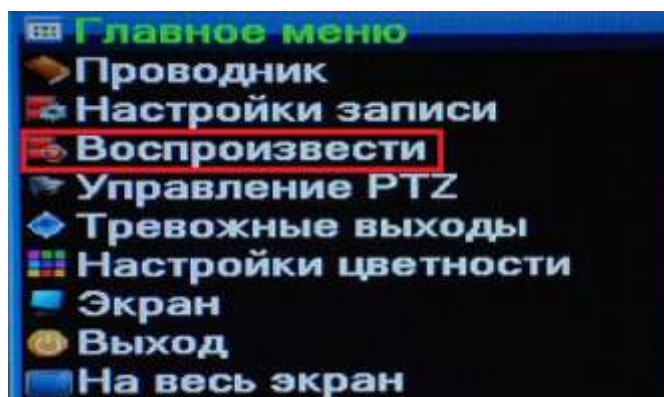 Главное меню
Проводник
Настройки записи
Воспроизвести
Управление PTZ
Тревожные выходы
Настройки цветности
Экран
Выход
На весь экран